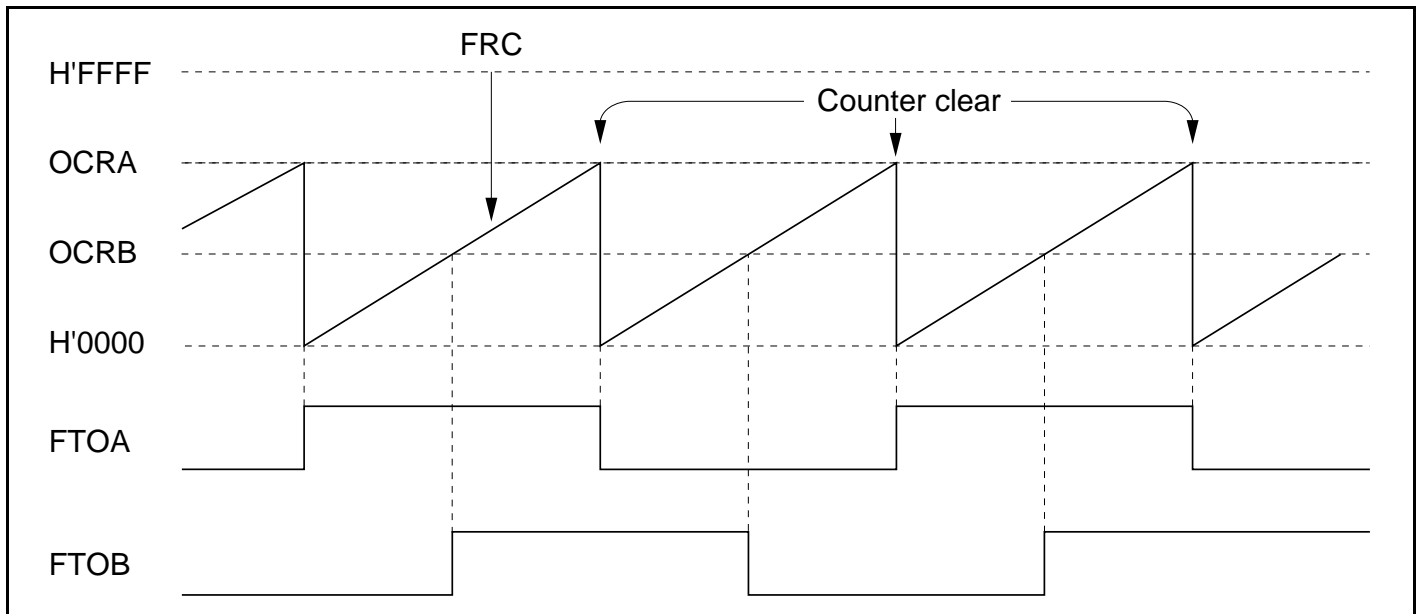 FRC
H'FFFF
Counter clear
OCRA
OCRB
H'0000
FTOA
FTOB